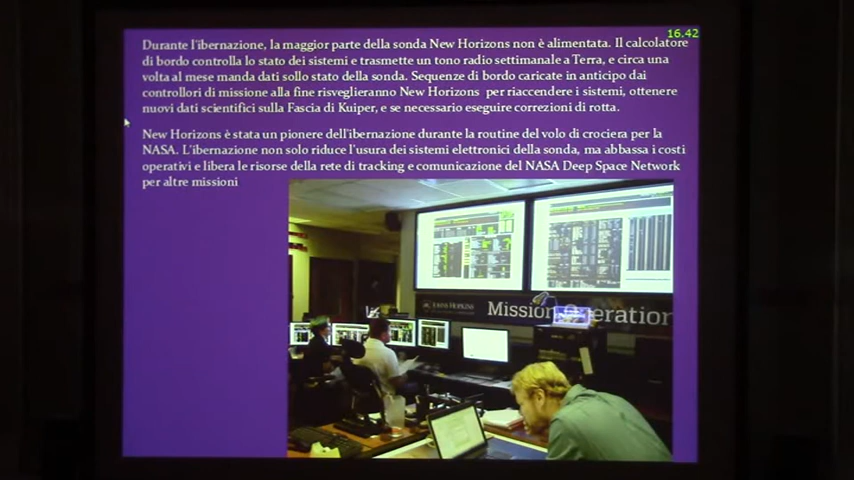 16.42
Durante l'ibernazione, la maggior parte della sonda New Horizons non è alimentata. Il calcolatore
di bordo controlla lo stato dei sistemi e trasmette un tono radio settimanale a Terra, e circa una
volta al mese manda dati sollo stato della sonda. Sequenze di bordo caricate in anticipo dai
controllori di missione alla fine risveglieranno New Horizons per riaccendere i sistemi, ottenere
nuovi dati scientifici sulla Fascia di Kuiper, e se necessario eseguire correzioni di rotta.
New Horizons è stata un pioniere dell'ibernazione durante la routine del volo di crociera per la
NASA. L'ibernazione non solo riduce l'usura dei sistemi elettronici della sonda, ma abbassa i costi
operativi e libera le risorse della rete di tracking e comunicazione del NASA Deep Space Network
per altre missioni
Mission Operation